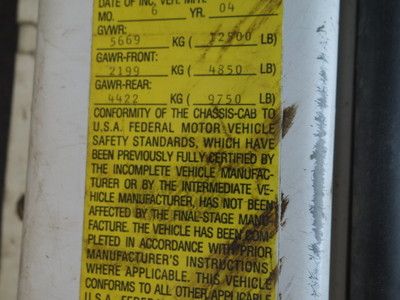 DATE OF INC, VEH. MFR.
MO. 6 YR. 04
GVWR:
5669 KG ( 12500 LB)
GAWR-FRONT:
2199 KG ( 4850 LB)
GAWR-REAR:
4422 KG ( 9750 LB)
CONFORMITY OF THE CHASSIS-CAB TO
U.S.A. FEDERAL MOTOR VEHICLE
SAFETY STANDARDS, WHICH HAVE
BEEN PREVIOUSLY FULLY CERTIFIED BY
THE INCOMPLETE VEHICLE MANUFAC-
TURER OR BY THE INTERMEDIATE VE-
HICLE MANUFACTURER, HAS NOT BEEN
AFFECTED BY THE FINAL-STAGE MANU-
FACTURE. THE VEHICLE HAS BEEN COM-
PLETED IN ACCORDANCE WITH PRIOR
MANUFACTURER'S INSTRUCTIONS,
WHERE APPLICABLE. THIS VEHICLE
CONFORMS TO ALL OTHER APPLICABLE
U.S.A. FEDERAL